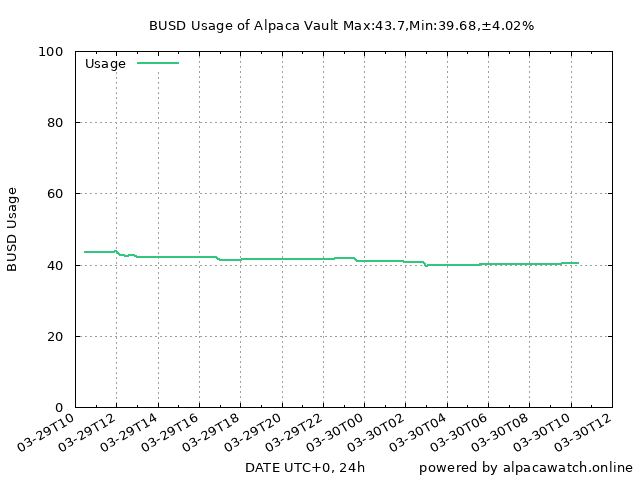 BUSD Usage of Alpaca Vault Max:43.7,Min:39.68,±4.02%
Usage
BUSD Usage
100
80
60
40
20
0
03-29T10 03-29T12 03-29T14 03-29T16 03-29T18 03-29T20 03-29T22 03-30T00 03-30T02 03-30T04 03-30T06 03-30T08 03-30T10 03-30T12
DATE UTC+0, 24h powered by alpacawatch.online